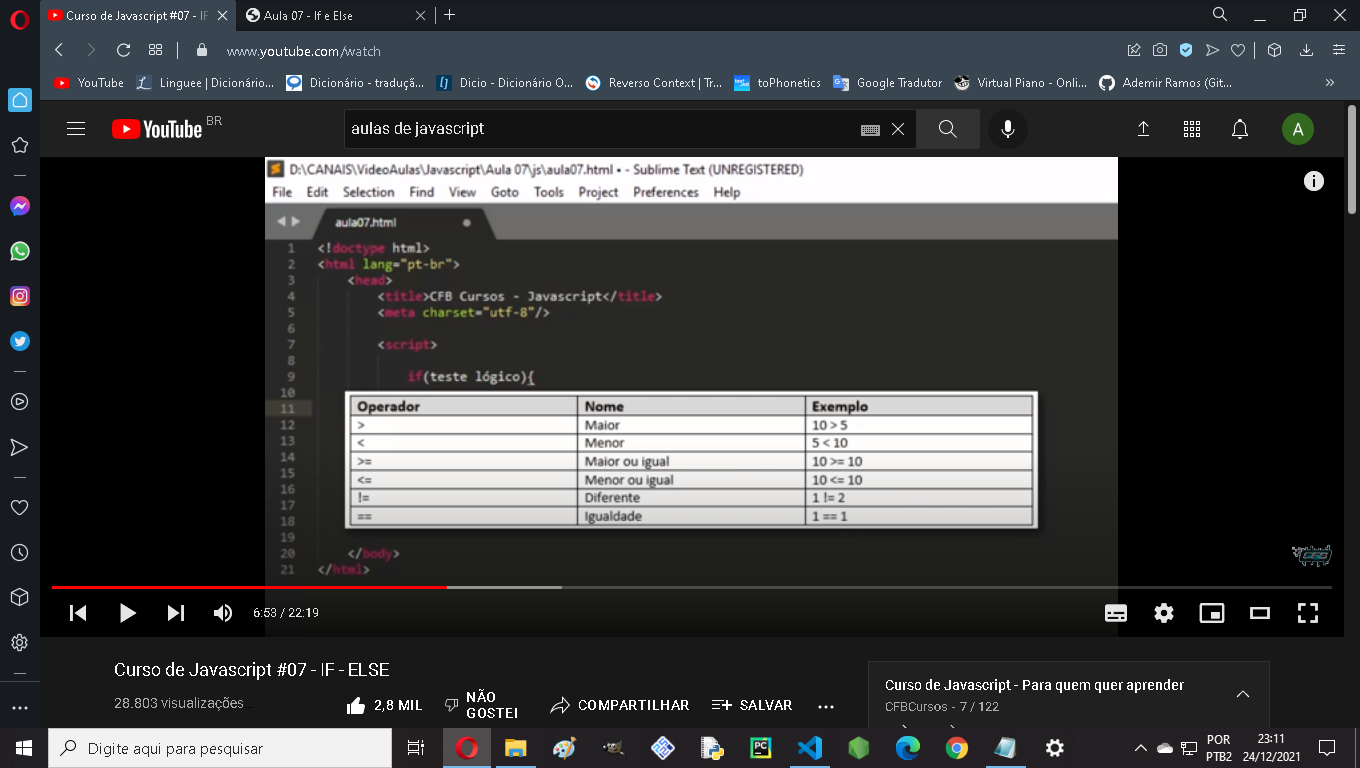 Curso de Javascript #07 - IF
Aula 07 - If e Else
www.youtube.com/watch
YouTube
Linguee | Dicionário...
Dicionário - traduçã...
Dicio - Dicionário O...
Reverso Context | Tr...
toPhonetics
Google Tradutor
Virtual Piano - Onli...
Ademir Ramos (Git...
YouTube BR
aulas de javascript
A
D:\CANAIS\VideoAulas\Javascript\Aula 07\js\aula07.html • - Sublime Text (UNREGISTERED)
File Edit Selection Find View Goto Tools Project Preferences Help
aula07.html
1 <!doctype html>
2 <html lang="pt-br">
3 <head>
4 <title>CFB Cursos - Javascript</title>
5 <meta charset="utf-8"/>
6
7 <script>
8
9 if(teste lógico){
10
11
12
13
14
15
16
17
18
19
20 </body>
21 </html>
Operador Nome Exemplo
> Maior 10 > 5
< Menor 5 < 10
>= Maior ou igual 10 >= 10
<= Menor ou igual 10 <= 10
!= Diferente 1 != 2
== Igualdade 1 == 1
6:53 / 22:19
Curso de Javascript #07 - IF - ELSE
28.803 visualizações
2,8 MIL
NÃO
GOSTEI
COMPARTILHAR
SALVAR
Curso de Javascript - Para quem quer aprender
CFBCursos - 7 / 122
Digite aqui para pesquisar
POR
PTB2
23:11
24/12/2021